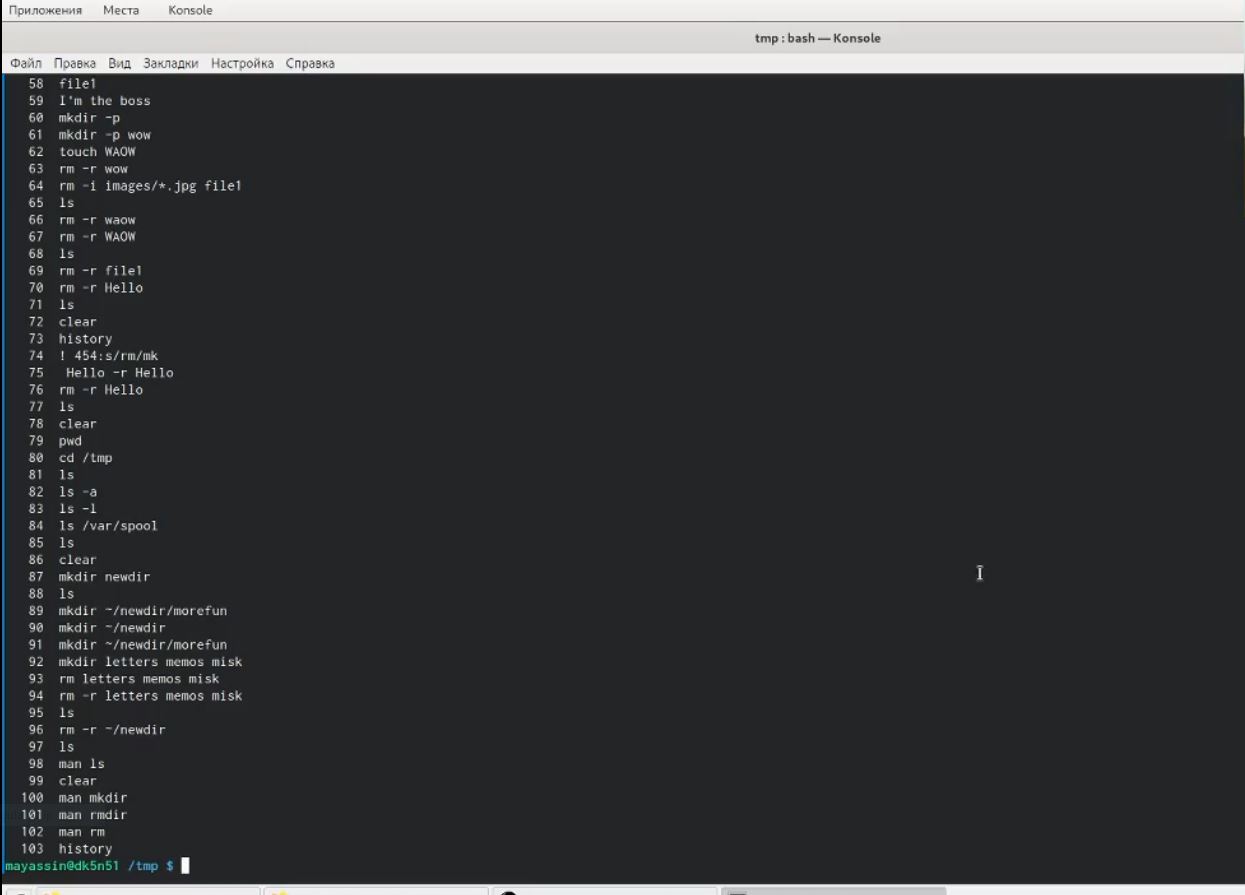 Приложения Места Konsole
tmp : bash — Konsole
Файл Правка Вид Закладки Настройка Справка
58 file1
59 I'm the boss
60 mkdir -p
61 mkdir -p wow
62 touch WAOW
63 rm -r wow
64 rm -i images/*.jpg file1
65 ls
66 rm -r waow
67 rm -r WAOW
68 ls
69 rm -r file1
70 rm -r Hello
71 ls
72 clear
73 history
74 ! 454:s/rm/mk
75  Hello -r Hello
76 rm -r Hello
77 ls
78 clear
79 pwd
80 cd /tmp
81 ls
82 ls -a
83 ls -l
84 ls /var/spool
85 ls
86 clear
87 mkdir newdir
88 ls
89 mkdir ~/newdir/morefun
90 mkdir ~/newdir
91 mkdir ~/newdir/morefun
92 mkdir letters memos misk
93 rm letters memos misk
94 rm -r letters memos misk
95 ls
96 rm -r ~/newdir
97 ls
98 man ls
99 clear
100 man mkdir
101 man rmdir
102 man rm
103 history
mayassin@dk5n51 /tmp $